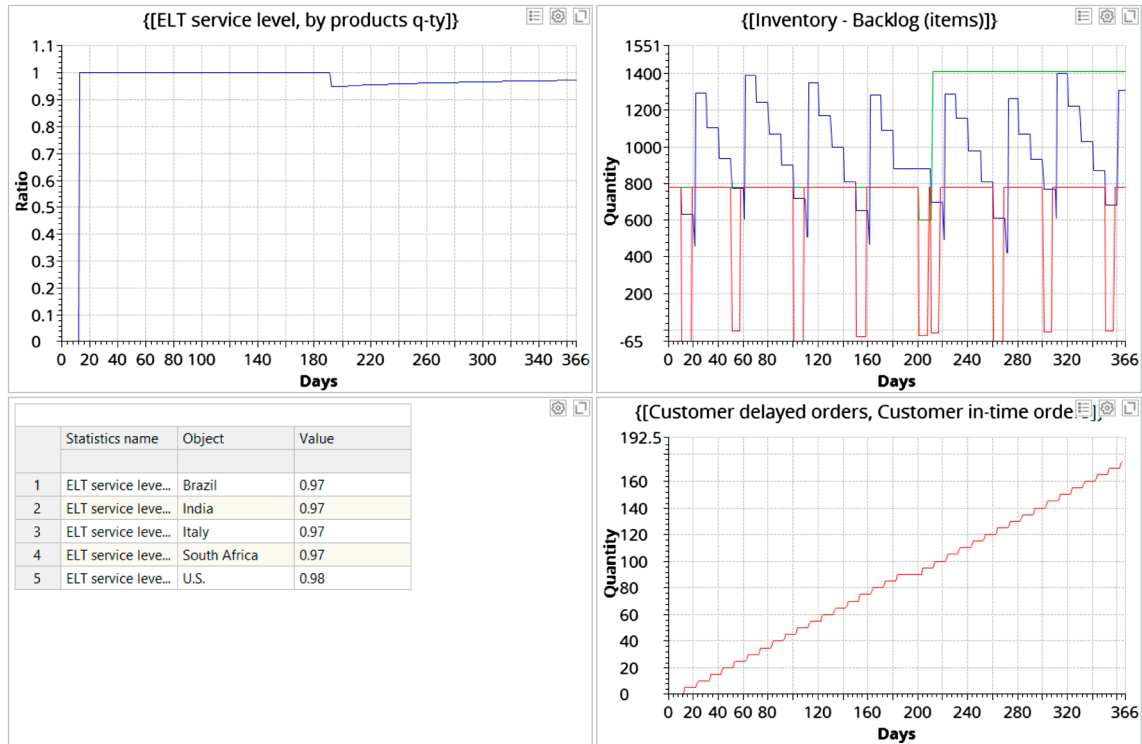 {[ELT service level, by products q-ty]}
1.1
1
0.9
0.8
0.7
0.6
0.5
0.4
0.3
0.2
0.1
0
Ratio
0 20 40 60 80 100 140 180 220 260 300 340 366
Days
{[Inventory - Backlog (items)]}
1551
1400
1200
1000
800
600
400
200
-65
Quantity
0 20 40 60 80 120 160 200 240 280 320 366
Days
Statistics name Object Value
1 ELT service leve... Brazil 0.97
2 ELT service leve... India 0.97
3 ELT service leve... Italy 0.97
4 ELT service leve... South Africa 0.97
5 ELT service leve... U.S. 0.98
{[Customer delayed orders, Customer in-time orde
192.5
160
140
120
100
80
60
40
20
0
Quantity
0 20 40 60 80 120 160 200 240 280 320 366
Days